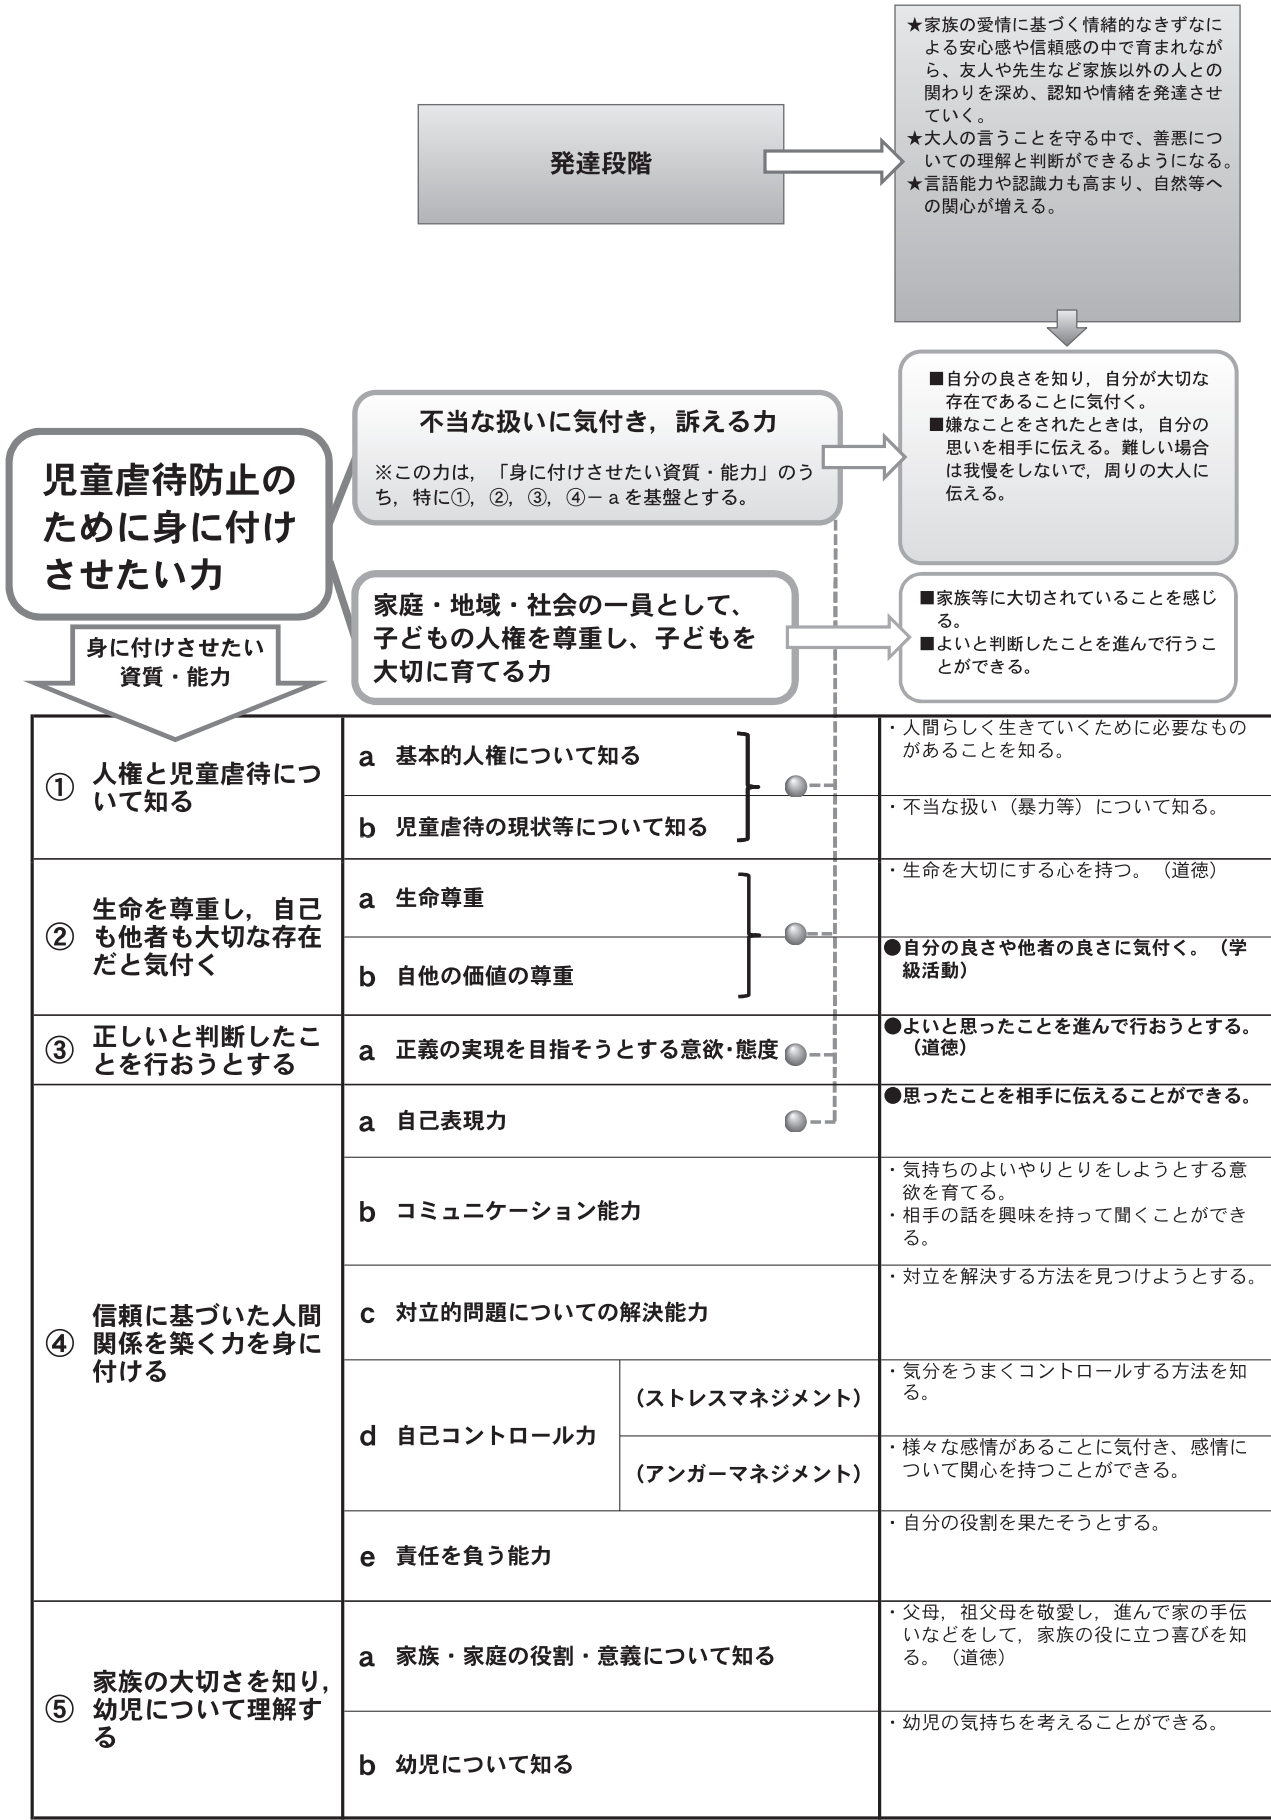 ★家族の愛情に基づく情緒的なきずなに
よる安心感や信頼感の中で育まれなが
ら、友人や先生など家族以外の人との
関わりを深め、認知や情緒を発達させ
ていく。
★大人の言うことを守る中で、善悪につ
いての理解と判断ができるようになる。
★言語能力や認識力も高まり、自然等へ
の関心が増える。
発達段階
■自分の良さを知り，自分が大切な
存在であることに気付く。
■嫌なことをされたときは，自分の
思いを相手に伝える。難しい場合
は我慢をしないで，周りの大人に
伝える。
不当な扱いに気付き，訴える力
※この力は，「身に付けさせたい資質・能力」のう
ち，特に①，②，③，④－ａを基盤とする。
児童虐待防止の
ために身に付け
させたい力
家庭・地域・社会の一員として、
子どもの人権を尊重し、子どもを
大切に育てる力
■家族等に大切されていることを感じ
る。
■よいと判断したことを進んで行うこ
とができる。
身に付けさせたい
資質・能力
① 人権と児童虐待につ
いて知る
a 基本的人権について知る
・人間らしく生きていくために必要なもの
があることを知る。
b 児童虐待の現状等について知る
・不当な扱い（暴力等）について知る。
② 生命を尊重し，自己
も他者も大切な存在
だと気付く
a 生命尊重
・生命を大切にする心を持つ。（道徳）
b 自他の価値の尊重
●自分の良さや他者の良さに気付く。（学
級活動）
③ 正しいと判断したこ
とを行おうとする
a 正義の実現を目指そうとする意欲・態度
●よいと思ったことを進んで行おうとする。
（道徳）
④ 信頼に基づいた人間
関係を築く力を身に
付ける
a 自己表現力
●思ったことを相手に伝えることができる。
b コミュニケーション能力
・気持ちのよいやりとりをしようとする意
欲を育てる。
・相手の話を興味を持って聞くことができ
る。
c 対立的問題についての解決能力
・対立を解決する方法を見つけようとする。
d 自己コントロール力
（ストレスマネジメント）
・気分をうまくコントロールする方法を知
る。
（アンガーマネジメント）
・様々な感情があることに気付き、感情に
ついて関心を持つことができる。
e 責任を負う能力
・自分の役割を果たそうとする。
⑤ 家族の大切さを知り，
幼児について理解す
る
a 家族・家庭の役割・意義について知る
・父母，祖父母を敬愛し，進んで家の手伝
いなどをして，家族の役に立つ喜びを知
る。（道徳）
b 幼児について知る
・幼児の気持ちを考えることができる。